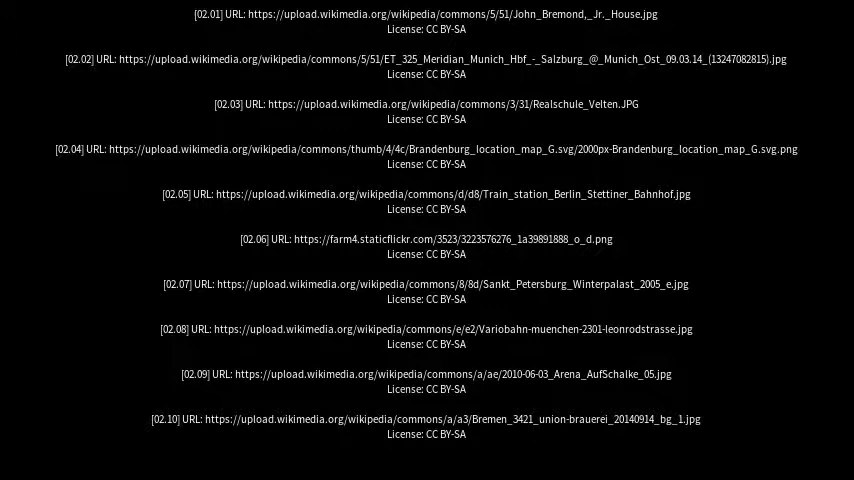 [02.01] URL: https://upload.wikimedia.org/wikipedia/commons/5/51/John_Bremond,_Jr._House.jpg
License: CC BY-SA
[02.02] URL: https://upload.wikimedia.org/wikipedia/commons/5/51/ET_325_Meridian_Munich_Hbf_-_Salzburg_@_Munich_Ost_09.03.14_(13247082815).jpg
License: CC BY-SA
[02.03] URL: https://upload.wikimedia.org/wikipedia/commons/3/31/Realschule_Velten.JPG
License: CC BY-SA
[02.04] URL: https://upload.wikimedia.org/wikipedia/commons/thumb/4/4c/Brandenburg_location_map_G.svg/2000px-Brandenburg_location_map_G.svg.png
License: CC BY-SA
[02.05] URL: https://upload.wikimedia.org/wikipedia/commons/d/d8/Train_station_Berlin_Stettiner_Bahnhof.jpg
License: CC BY-SA
[02.06] URL: https://farm4.staticflickr.com/3523/3223576276_1a39891888_o_d.png
License: CC BY-SA
[02.07] URL: https://upload.wikimedia.org/wikipedia/commons/8/8d/Sankt_Petersburg_Winterpalast_2005_e.jpg
License: CC BY-SA
[02.08] URL: https://upload.wikimedia.org/wikipedia/commons/e/e2/Variobahn-muenchen-2301-leonrodstrasse.jpg
License: CC BY-SA
[02.09] URL: https://upload.wikimedia.org/wikipedia/commons/a/ae/2010-06-03_Arena_AufSchalke_05.jpg
License: CC BY-SA
[02.10] URL: https://upload.wikimedia.org/wikipedia/commons/a/a3/Bremen_3421_union-brauerei_20140914_bg_1.jpg
License: CC BY-SA